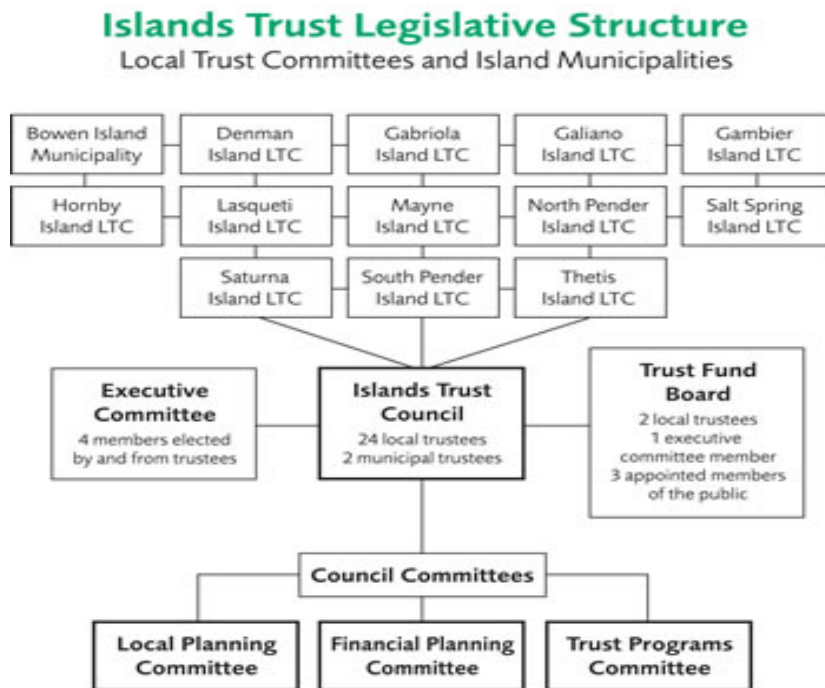 Islands Trust Legislative Structure
Local Trust Committees and Island Municipalities
Bowen Island
Municipality
Denman
Island LTC
Gabriola
Island LTC
Galiano
Island LTC
Gambier
Island LTC
Hornby
Island LTC
Lasqueti
Island LTC
Mayne
Island LTC
North Pender
Island LTC
Salt Spring
Island LTC
Saturna
Island LTC
South Pender
Island LTC
Thetis
Island LTC
Executive
Committee
4 members elected
by and from trustees
Islands Trust
Council
24 local trustees
2 municipal trustees
Trust Fund
Board
2 local trustees
1 executive
committee member
3 appointed members
of the public
Council Committees
Local Planning
Committee
Financial Planning
Committee
Trust Programs
Committee